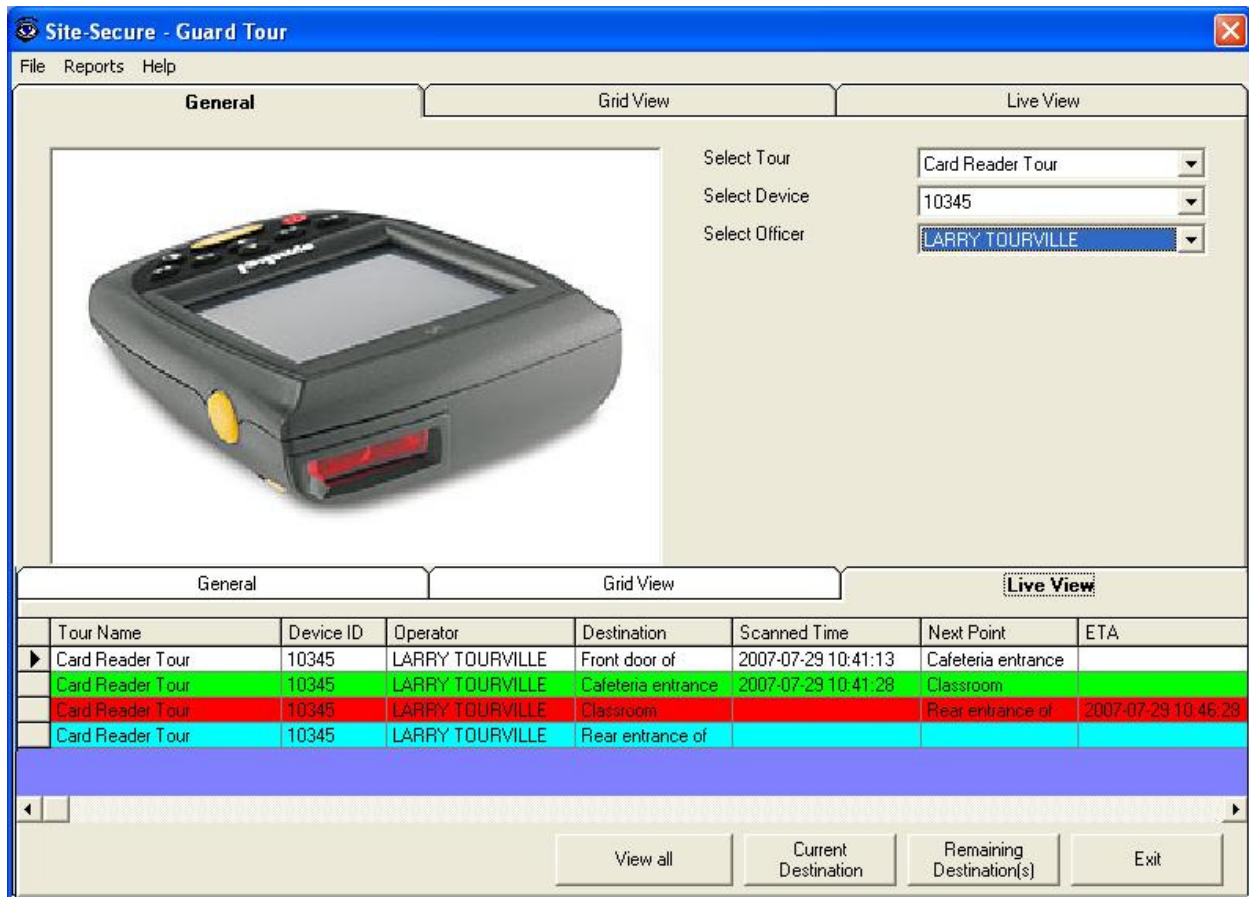 Site-Secure - Guard Tour
File Reports Help
General Grid View Live View
Select Tour Card Reader Tour
Select Device 10345
Select Officer LARRY TOURVILLE
symbol
General Grid View Live View
Tour Name Device ID Operator Destination Scanned Time Next Point ETA
Card Reader Tour 10345 LARRY TOURVILLE Front door of 2007-07-29 10:41:13 Cafeteria entrance
Card Reader Tour 10345 LARRY TOURVILLE Cafeteria entrance 2007-07-29 10:41:28 Classroom
Card Reader Tour 10345 LARRY TOURVILLE Classroom Rear entrance of 2007-07-29 10:46:28
Card Reader Tour 10345 LARRY TOURVILLE Rear entrance of
View all Current Destination Remaining Destination(s) Exit